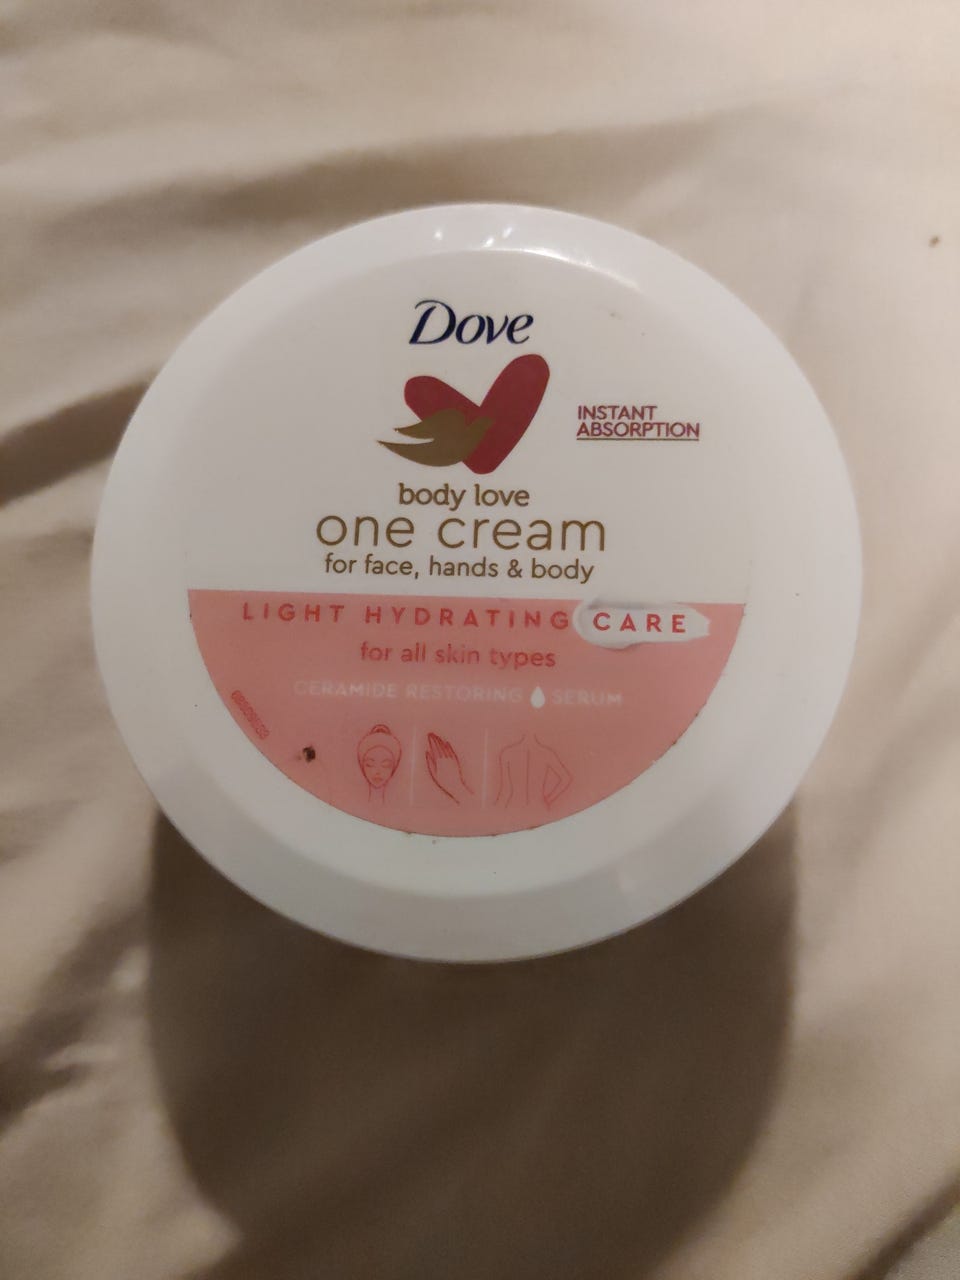 Dove
INSTANT
ABSORPTION
body love
one cream
for face, hands & body
LIGHT HYDRATING CARE
for all skin types
CERAMIDE RESTORING SERUM